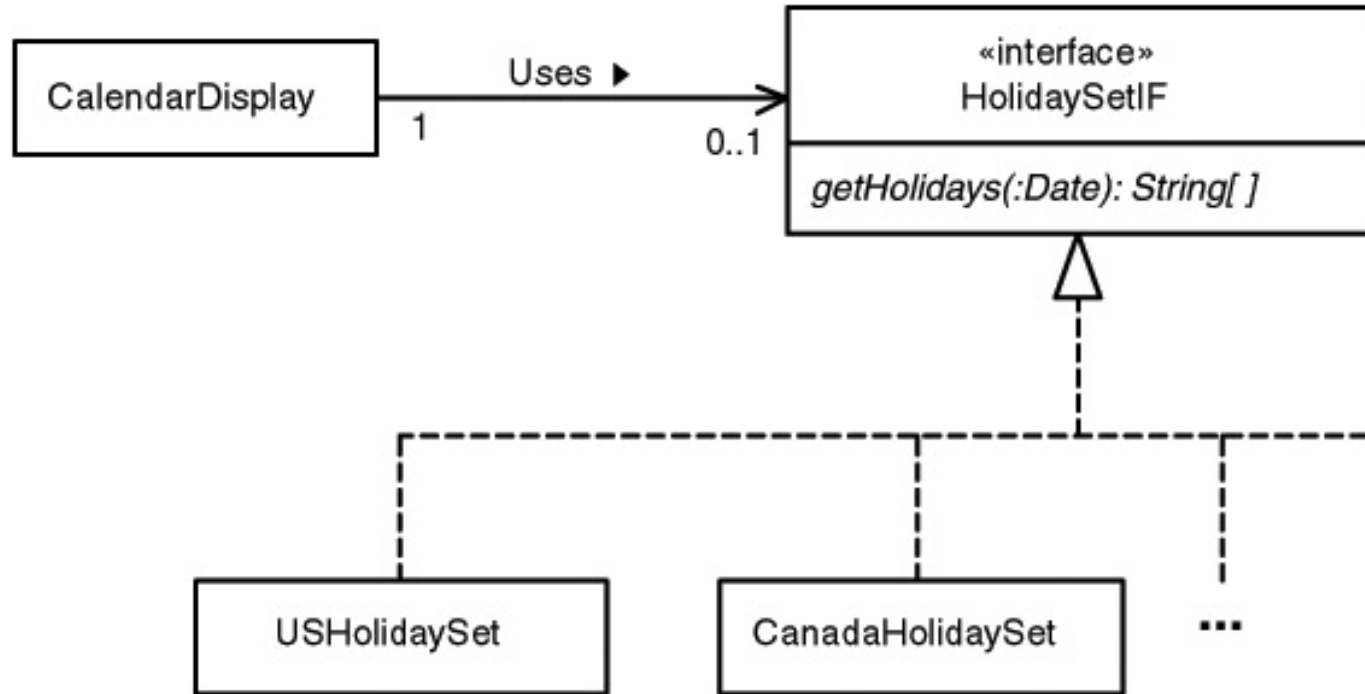 CalendarDisplay
Uses ▶
1
0..1
«interface»
HolidaySetIF
getHolidays(:Date): String[ ]
USHolidaySet
CanadaHolidaySet
...